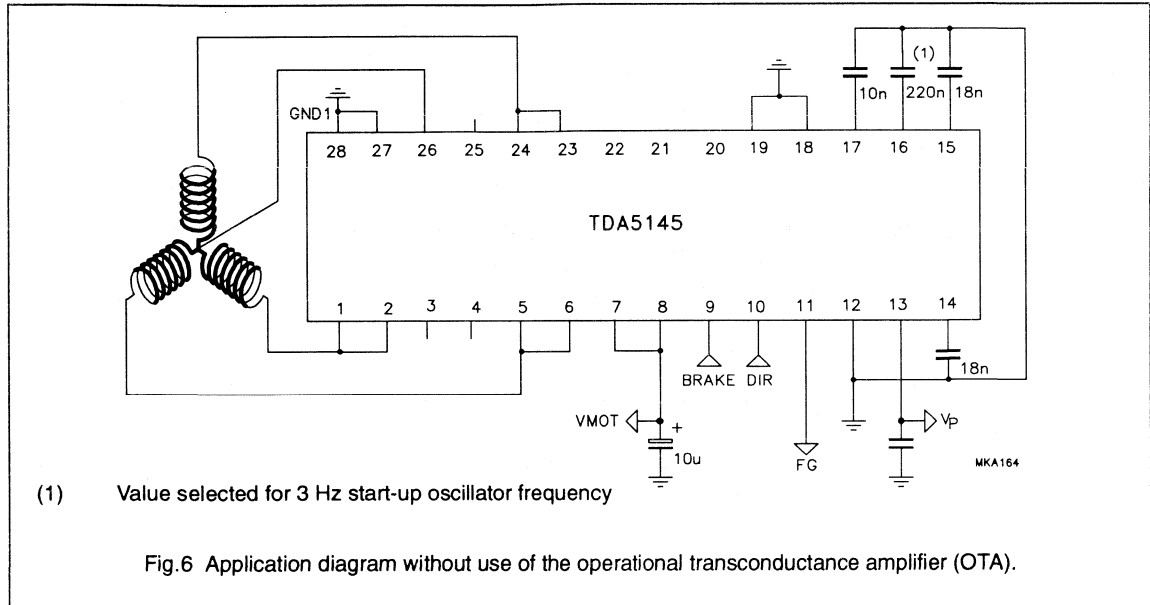 (1)
10n 220n 18n
GND1
28 27 26 25 24 23 22 21 20 19 18 17 16 15
TDA5145
1 2 3 4 5 6 7 8 9 10 11 12 13 14
18n
BRAKE DIR
VMOT
+
10u
FG
VP
MKA164
(1) Value selected for 3 Hz start-up oscillator frequency
Fig.6 Application diagram without use of the operational transconductance amplifier (OTA).